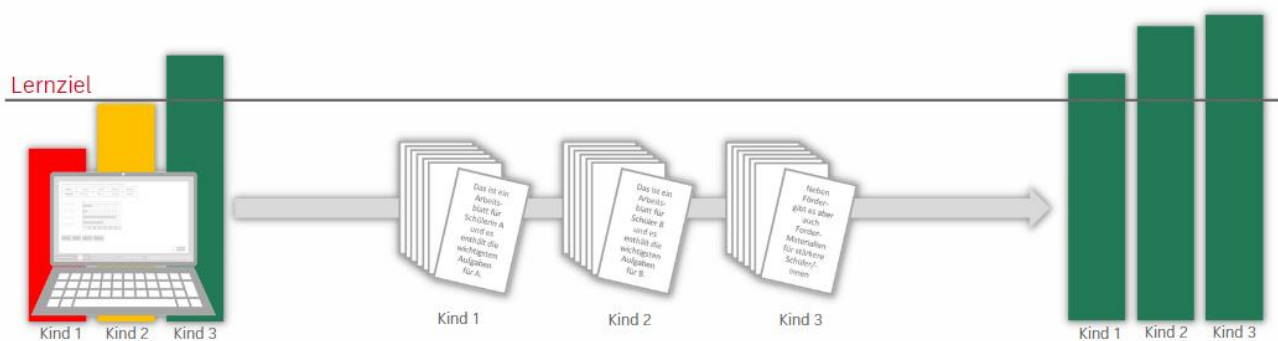 Lernziel
Das ist ein
Arbeits-
blatt für
Schülerin A
und es
enthält die
wichtigsten
Aufgaben
für A.
Das ist ein
Arbeits-
blatt für
Schüler B
und es
enthält die
wichtigsten
Aufgaben
für B.
Neben
Förder-
gibt es aber
auch
Forder-
Materialien
für stärkere
Schüler/-
innen
Kind 1
Kind 2
Kind 3
Kind 1
Kind 2
Kind 3
Kind 1
Kind 2
Kind 3